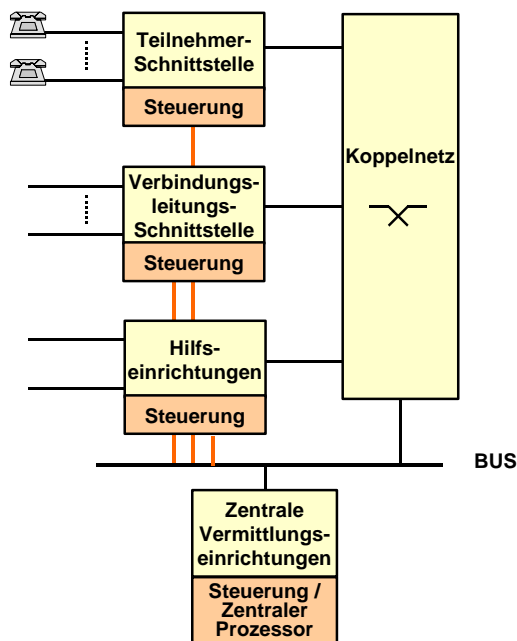 Teilnehmer-
Schnittstelle
Steuerung
Koppelnetz
Verbindungs-
leitungs-
Schnittstelle
Steuerung
Hilfs-
einrichtungen
Steuerung
BUS
Zentrale
Vermittlungs-
einrichtungen
Steuerung /
Zentraler
Prozessor